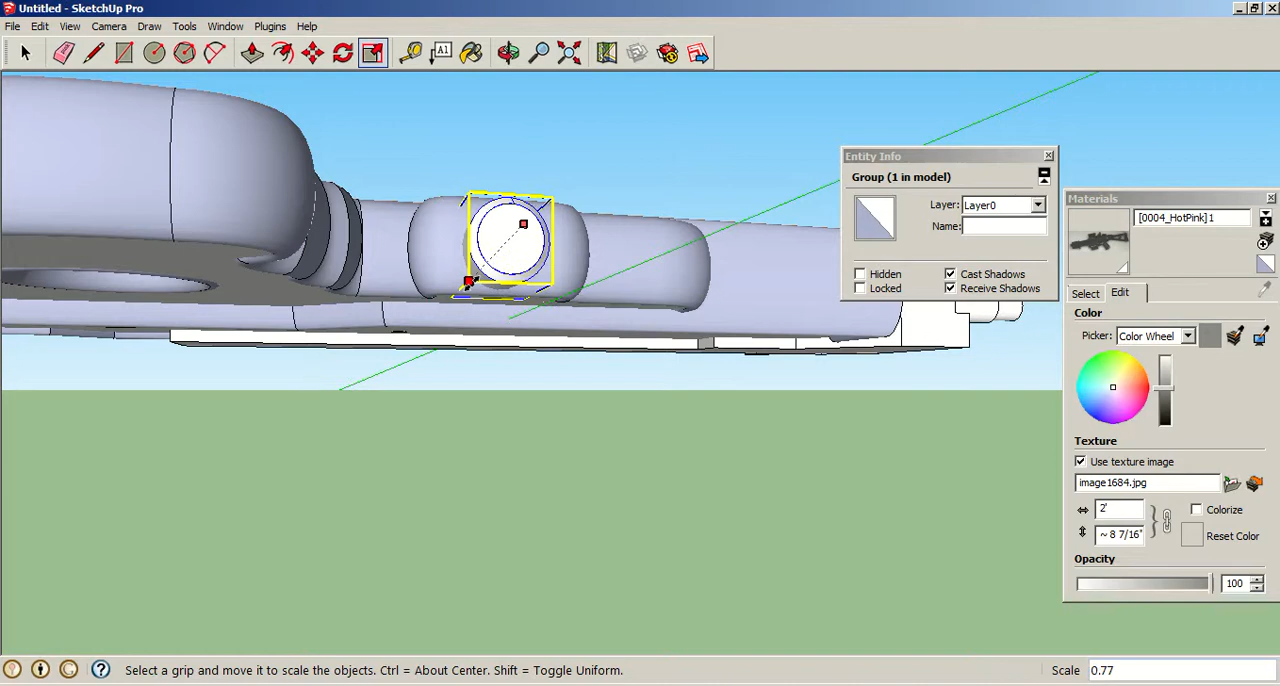 Untitled - SketchUp Pro
File Edit View Camera Draw Tools Window Plugins Help
A1
Entity Info
Group (1 in model)
Layer: Layer0
Name:
Hidden Cast Shadows
Locked Receive Shadows
Materials
[0004_HotPink]1
Select Edit
Color
Picker: Color Wheel
Texture
Use texture image
image1684.jpg
2' Colorize
~ 8 7/16" Reset Color
Opacity
100
Select a grip and move it to scale the objects. Ctrl = About Center. Shift = Toggle Uniform.
Scale 0.77